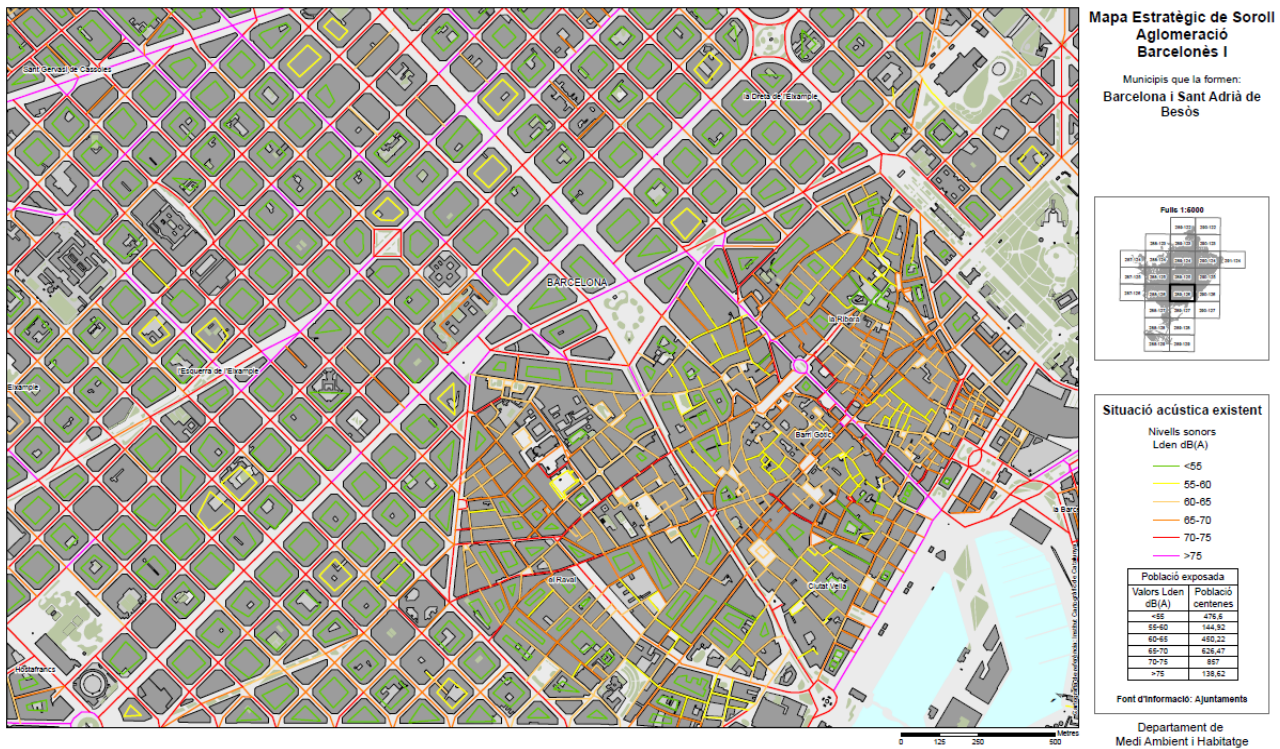 Sant Gervasi de Cassoles
la Dreta de l'Eixample
BARCELONA
la Ribera
l'Esquerra de l'Eixample
Eixample
Barri Gòtic
la Barce
el Raval
Ciutat Vella
Hostafrancs
Metres
0 125 250 500
Mapa Estratègic de Soroll
Aglomeració
Barcelonès I
Municipis que la formen:
Barcelona i Sant Adrià de
Besòs
Fulls 1:5000
Situació acústica existent
Nivells sonors
Lden dB(A)
<55
55-60
60-65
65-70
70-75
>75
Població exposada
Valors Lden Població
dB(A) centenes
<55 476,5
55-60 144,92
60-65 450,22
65-70 626,47
70-75 857
>75 138,62
Font d'Informació: Ajuntaments
Departament de
Medi Ambient i Habitatge